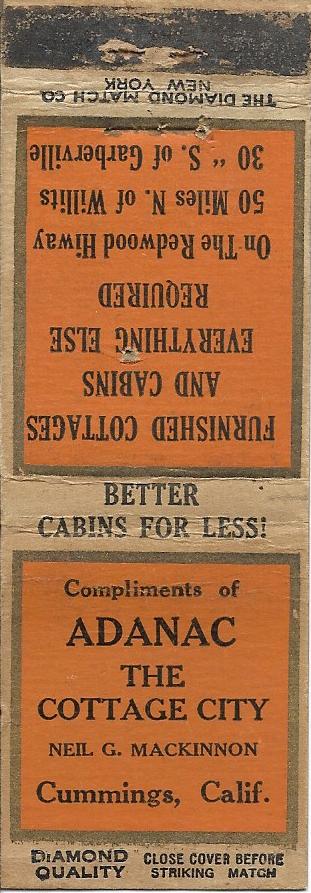 THE DIAMOND MATCH CO.
NEW YORK
FURNISHED COTTAGES
AND CABINS
EVERYTHING ELSE
REQUIRED
On The Redwood Hiway
50 Miles N. of Willits
30 " S. of Garberville
BETTER
CABINS FOR LESS!
Compliments of
ADANAC
THE
COTTAGE CITY
NEIL G. MACKINNON
Cummings, Calif.
DIAMOND QUALITY
CLOSE COVER BEFORE STRIKING MATCH